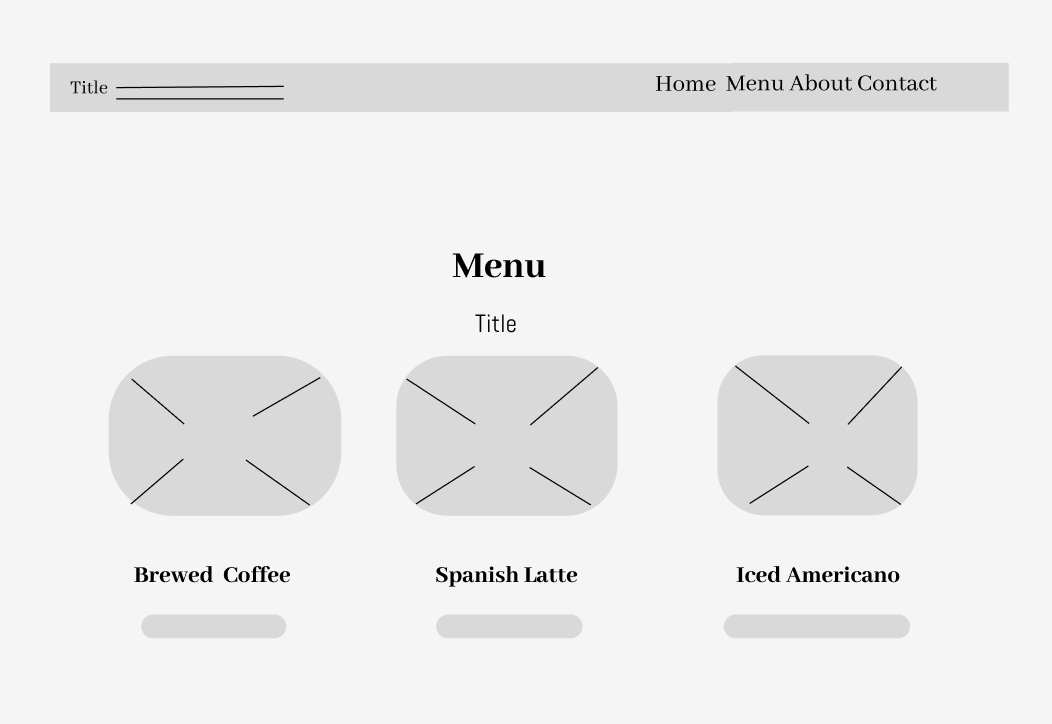 Title
Home Menu About Contact
Menu
Title
Brewed Coffee
Spanish Latte
Iced Americano